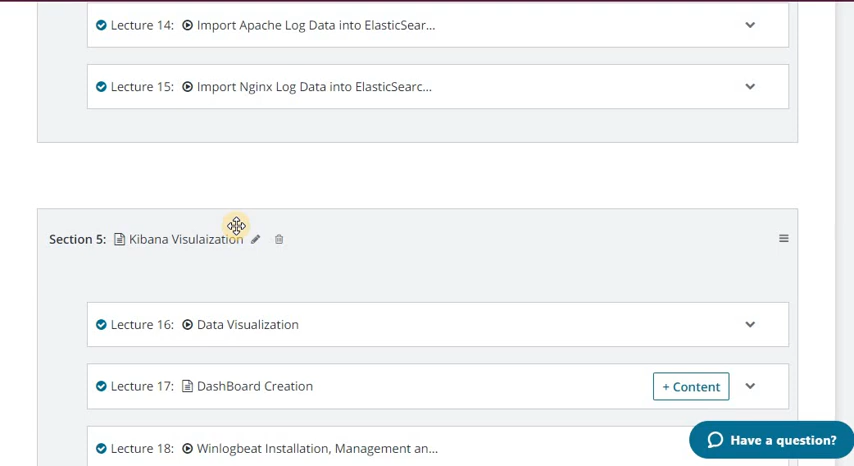 Lecture 14: Import Apache Log Data into ElasticSear...
Lecture 15: Import Nginx Log Data into ElasticSearc...
Section 5: Kibana Visulaization
Lecture 16: Data Visualization
Lecture 17: DashBoard Creation
+ Content
Lecture 18: Winlogbeat Installation, Management an...
Have a question?